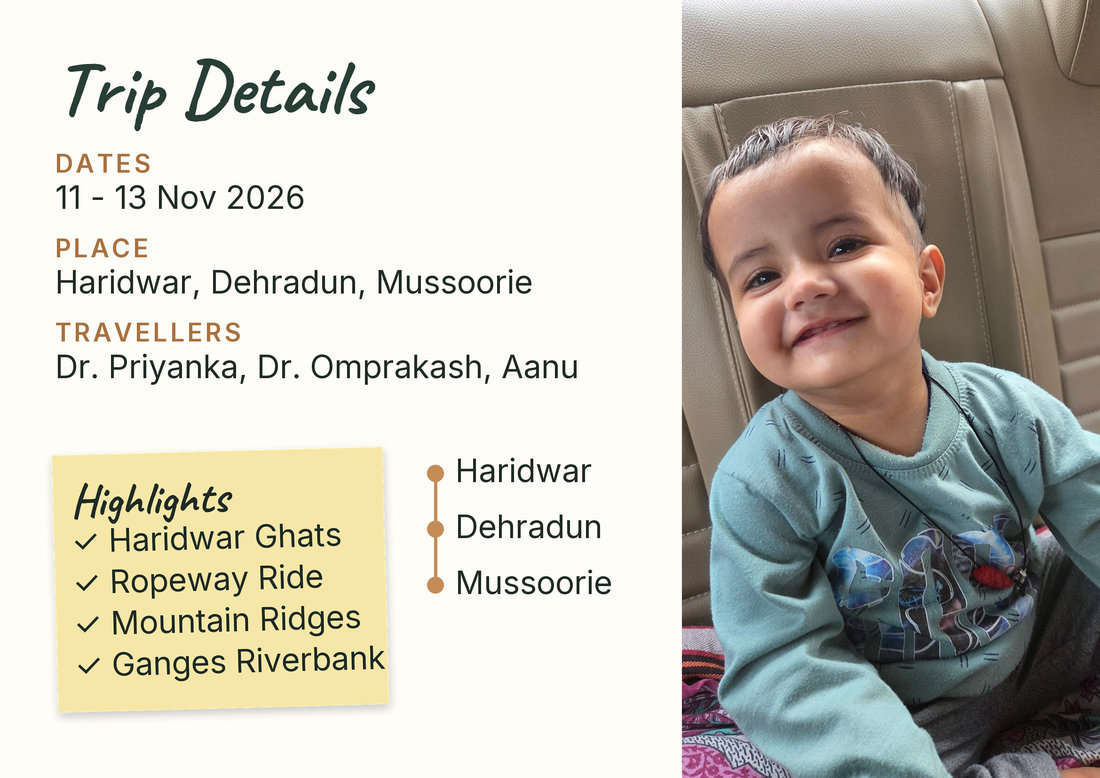 Trip Details
DATES
11 - 13 Nov 2026
PLACE
Haridwar, Dehradun, Mussoorie
TRAVELLERS
Dr. Priyanka, Dr. Omprakash, Aanu
Highlights
✓ Haridwar Ghats
✓ Ropeway Ride
✓ Mountain Ridges
✓ Ganges Riverbank
Haridwar
Dehradun
Mussoorie